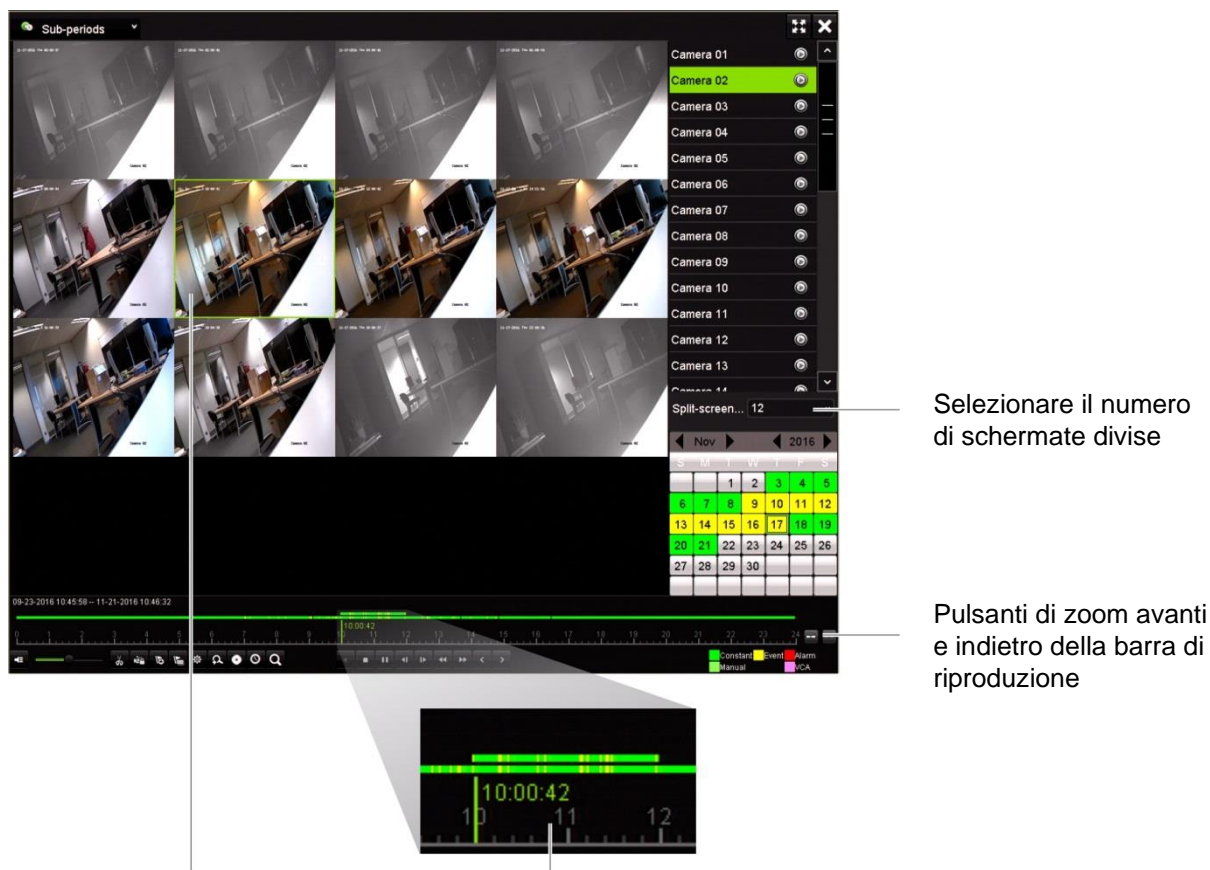 Sub-periods
Camera 01
Camera 02
Camera 03
Camera 04
Camera 05
Camera 06
Camera 07
Camera 08
Camera 09
Camera 10
Camera 11
Camera 12
Camera 13
Camera 14
Split-screen... 12
Selezionare il numero
di schermate divise
Nov 2016
S M T W T F S
1 2 3 4 5
6 7 8 9 10 11 12
13 14 15 16 17 18 19
20 21 22 23 24 25 26
27 28 29 30
09-23-2016 10:45:58 -- 11-21-2016 10:46:32
10:00:42
0 1 2 3 4 5 6 7 8 9 10 11 12 13 14 15 16 17 18 19 20 21 22 23 24
Pulsanti di zoom avanti
e indietro della barra di
riproduzione
Constant Event Alarm
Manual VCA
10:00:42
10 11 12